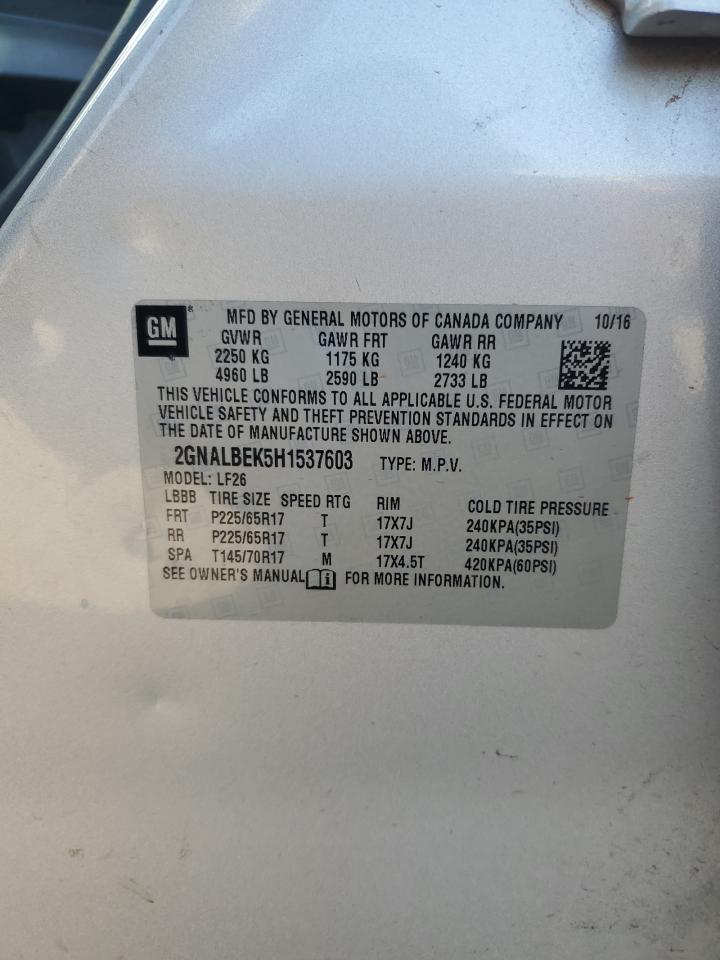 GM
MFD BY GENERAL MOTORS OF CANADA COMPANY 10/16
GVWR GAWR FRT GAWR RR
2250 KG 1175 KG 1240 KG
4960 LB 2590 LB 2733 LB
THIS VEHICLE CONFORMS TO ALL APPLICABLE U.S. FEDERAL MOTOR
VEHICLE SAFETY AND THEFT PREVENTION STANDARDS IN EFFECT ON
THE DATE OF MANUFACTURE SHOWN ABOVE.
2GNALBEK5H1537603 TYPE: M.P.V.
MODEL: LF26
LBBB TIRE SIZE SPEED RTG RIM COLD TIRE PRESSURE
FRT P225/65R17 T 17X7J 240KPA(35PSI)
RR P225/65R17 T 17X7J 240KPA(35PSI)
SPA T145/70R17 M 17X4.5T 420KPA(60PSI)
SEE OWNER'S MANUAL i FOR MORE INFORMATION.